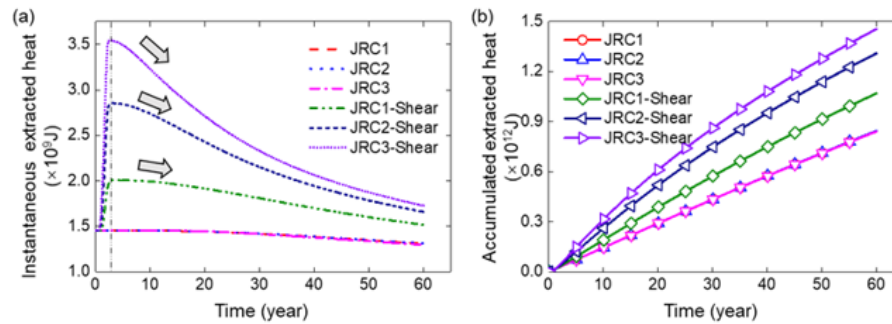 (a)
Instantaneous extracted heat
(×10⁹J)
3.5
3.0
2.5
2.0
1.5
1.0
0 10 20 30 40 50 60
Time (year)
JRC1
JRC2
JRC3
JRC1-Shear
JRC2-Shear
JRC3-Shear
(b)
Accumulated extracted heat
(×10¹²J)
1.5
1.2
0.9
0.6
0.3
0.0
0 10 20 30 40 50 60
Time (year)
JRC1
JRC2
JRC3
JRC1-Shear
JRC2-Shear
JRC3-Shear